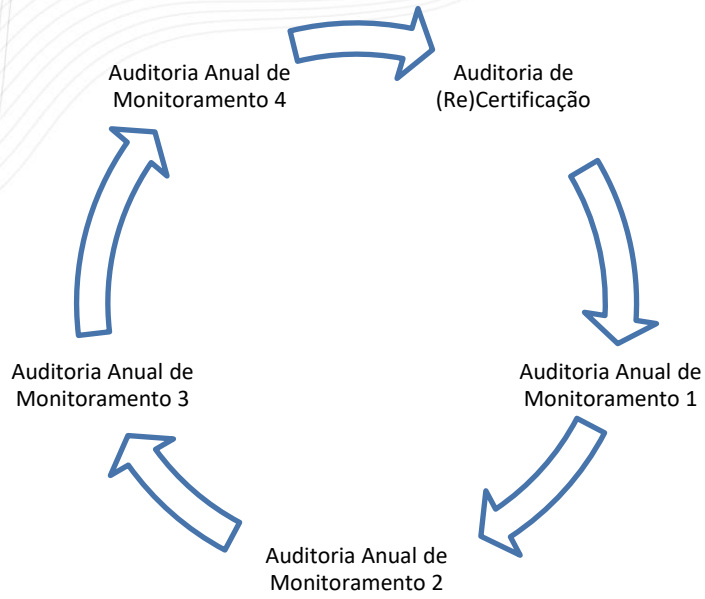 Auditoria Anual de
Monitoramento 4
Auditoria de
(Re)Certificação
Auditoria Anual de
Monitoramento 3
Auditoria Anual de
Monitoramento 1
Auditoria Anual de
Monitoramento 2